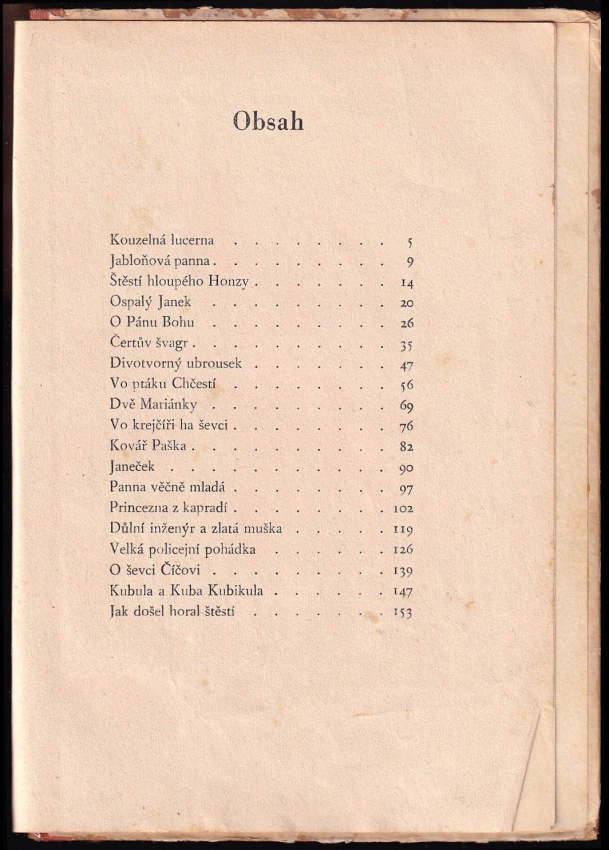 Obsah
Kouzelná lucerna . . . . . . . . 5
Jabloňová panna . . . . . . . . . 9
Štěstí hloupého Honzy . . . . . . . 14
Ospalý Janek . . . . . . . . . 20
O Pánu Bohu . . . . . . . . . 26
Čertův švagr . . . . . . . . . . 35
Divotvorný ubrousek . . . . . . . 47
Vo ptáku Chčestí . . . . . . . . 56
Dvě Mariánky . . . . . . . . . 69
Vo krejčíři ha ševci . . . . . . . . 76
Kovář Paška . . . . . . . . . . 82
Janeček . . . . . . . . . . . 90
Panna věčně mladá . . . . . . . . 97
Princezna z kapradí . . . . . . . . 102
Důlní inženýr a zlatá muška . . . . . 119
Velká policejní pohádka . . . . . . 126
O ševci Číčovi . . . . . . . . . 139
Kubula a Kuba Kubikula . . . . . . 147
Jak došel horal štěstí . . . . . . . 153